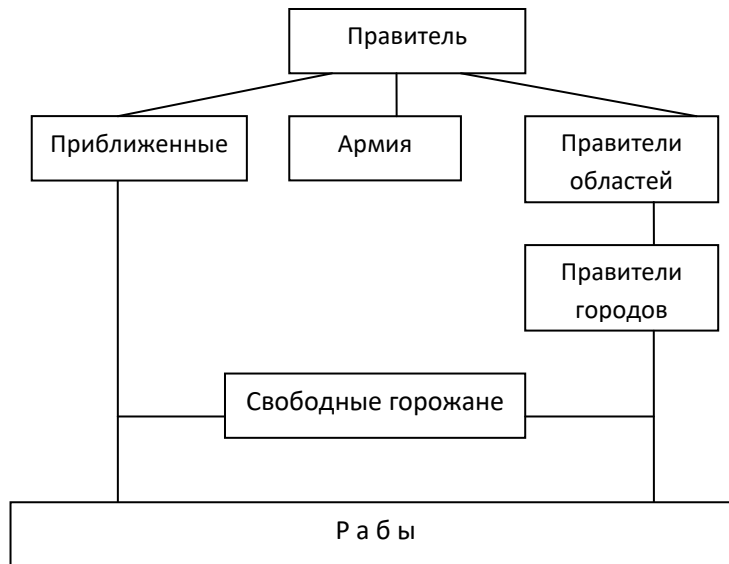 Правитель
Приближенные
Армия
Правители
областей
Правители
городов
Свободные горожане
Р а б ы